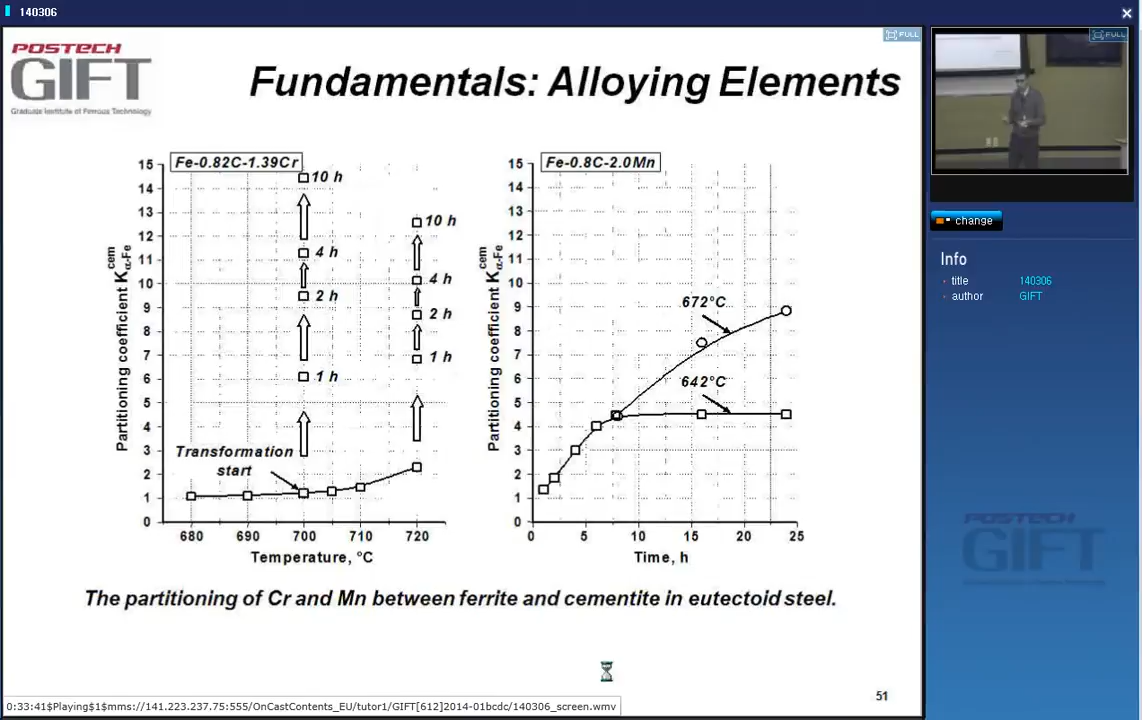 140306
FULL
FULL
POSTECH
GIFT
Graduate Institute of Ferrous Technology
Fundamentals: Alloying Elements
Fe-0.82C-1.39Cr
15
14
13
12
11
10
9
8
7
6
5
4
3
2
1
0
Partitioning coefficient K cem α-Fe
10 h
4 h
2 h
1 h
10 h
4 h
2 h
1 h
Transformation
start
680 690 700 710 720
Temperature, °C
Fe-0.8C-2.0Mn
15
14
13
12
11
10
9
8
7
6
5
4
3
2
1
0
Partitioning coefficient K cem α-Fe
672°C
642°C
0 5 10 15 20 25
Time, h
The partitioning of Cr and Mn between ferrite and cementite in eutectoid steel.
51
0:33:41$Playing$1$mms://141.223.237.75:555/OnCastContents_EU/tutor1/GIFT[612]2014-01bcdc/140306_screen.wmv
change
Info
title 140306
author GIFT
POSTECH
GIFT